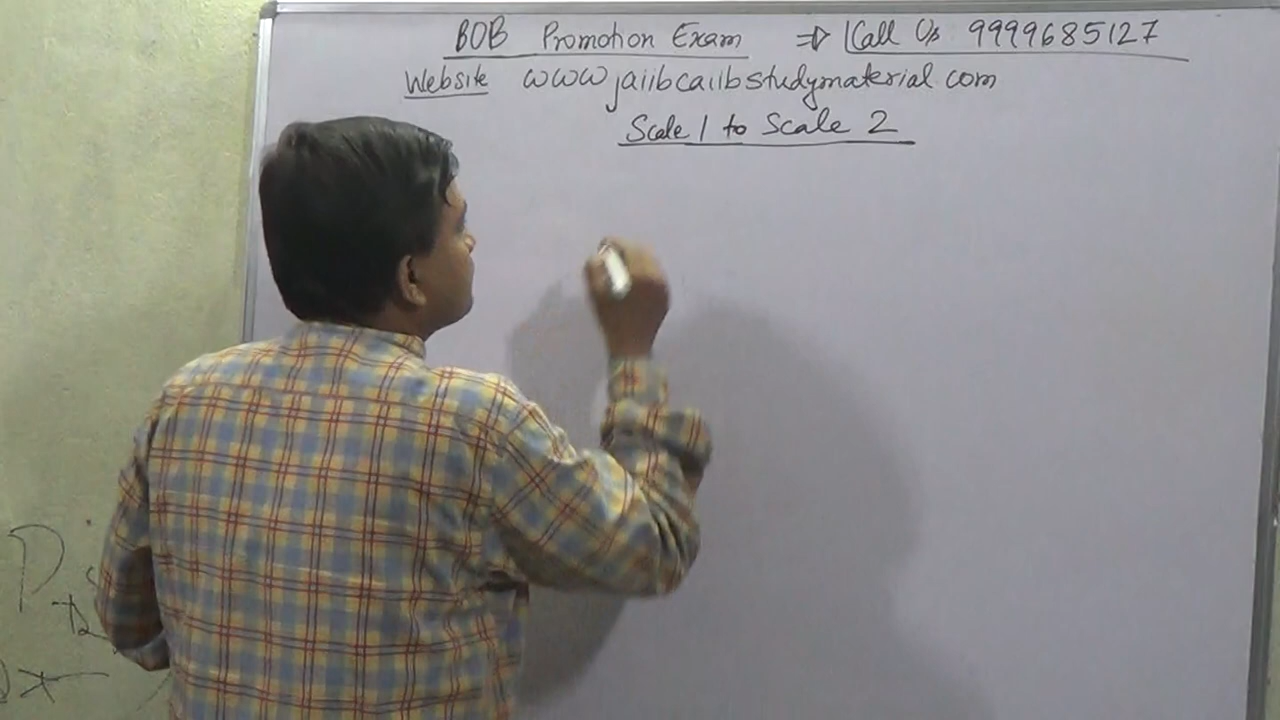 BOB Promotion Exam ⇒ Call Us 9999685127
Website www jaiibcaiibstudymaterial com
Scale 1 to Scale 2